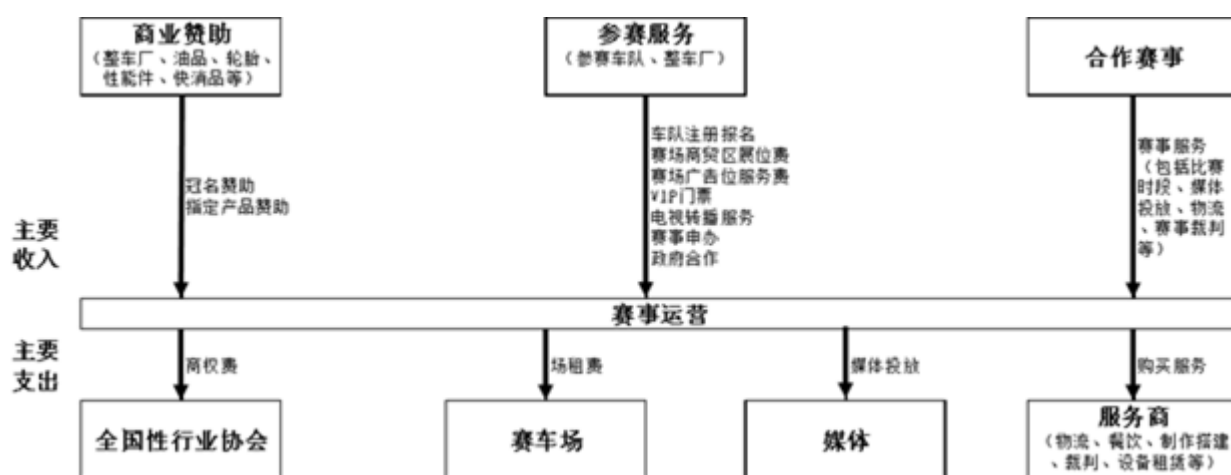 商业赞助
（整车厂、油品、轮胎、
性能件、快消品等）
参赛服务
（参赛车队、整车厂）
合作赛事
冠名赞助
指定产品赞助
车队注册报名
赛场商贸区展位费
赛场广告位服务费
VIP门票
电视转播服务
赛事申办
政府合作
赛事服务
（包括比赛
时段、媒体
投放、物流
、赛事裁判
等）
主要
收入
赛事运营
主要
支出
商权费
场租费
媒体投放
购买服务
全国性行业协会
赛车场
媒体
服务商
（物流、餐饮、制作搭建
、裁判、设备租赁等）